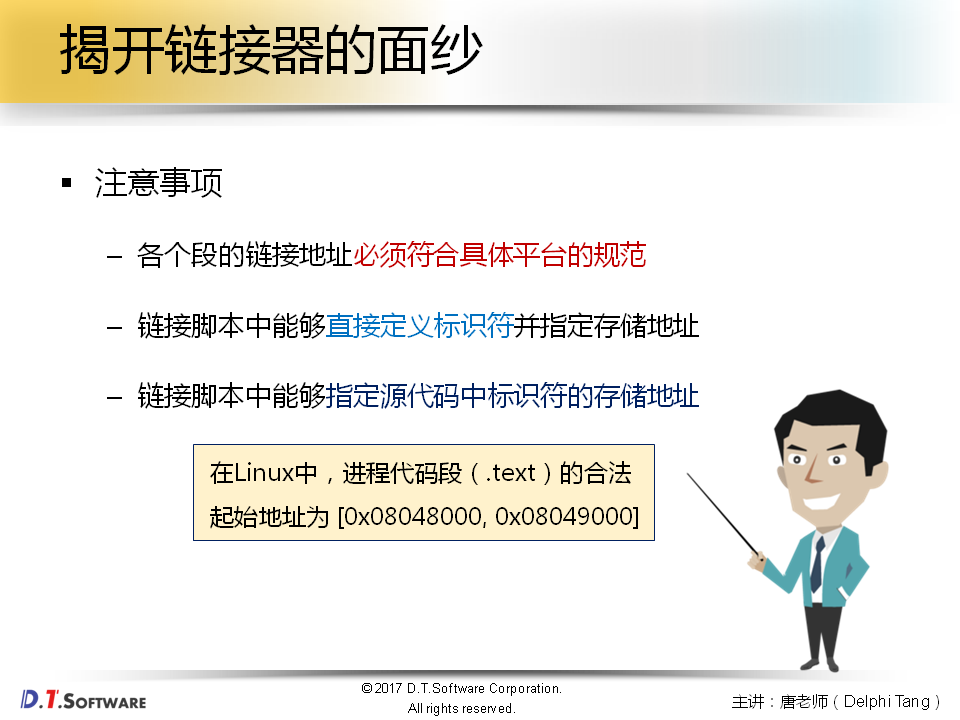 揭开链接器的面纱
▪ 注意事项
– 各个段的链接地址必须符合具体平台的规范
– 链接脚本中能够直接定义标识符并指定存储地址
– 链接脚本中能够指定源代码中标识符的存储地址
在Linux中，进程代码段（.text）的合法
起始地址为 [0x08048000, 0x08049000]
D.T.SOFTWARE
©2017 D.T.Software Corporation.
All rights reserved.
主讲：唐老师（Delphi Tang）